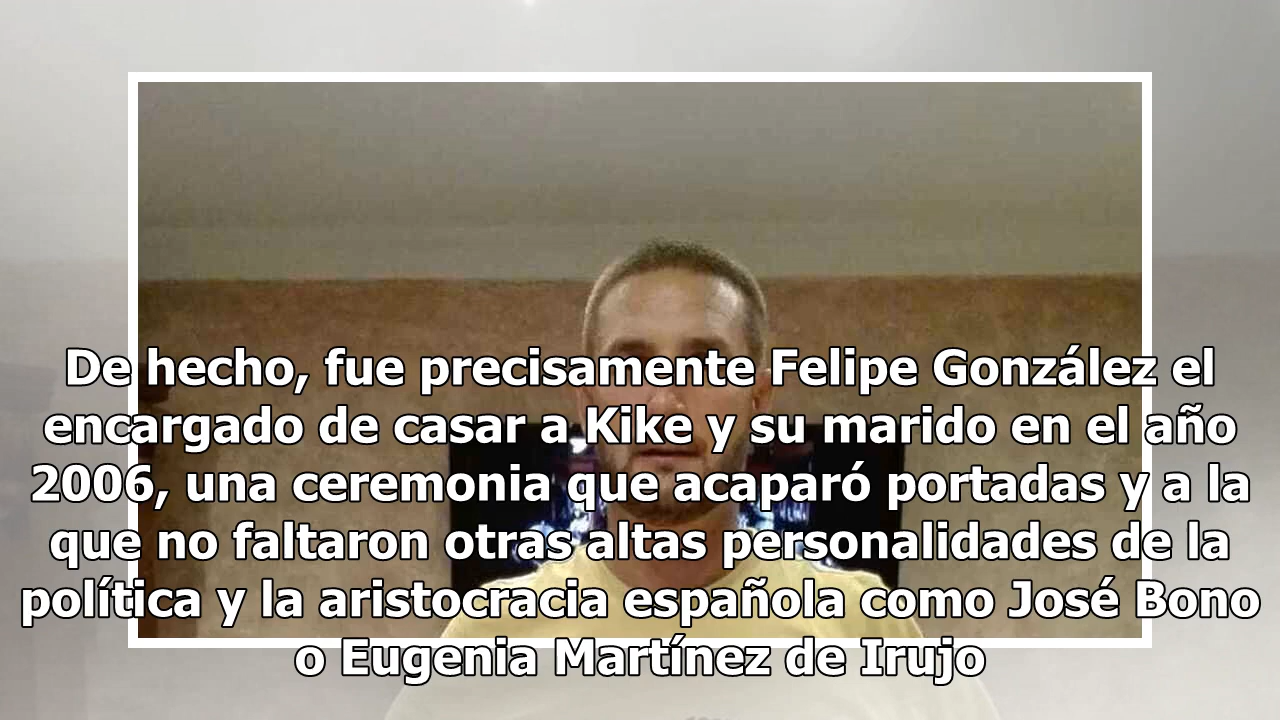 De hecho, fue precisamente Felipe González el
encargado de casar a Kike y su marido en el año
2006, una ceremonia que acaparó portadas y a la
que no faltaron otras altas personalidades de la
política y la aristocracia española como José Bono
o Eugenia Martínez de Irujo